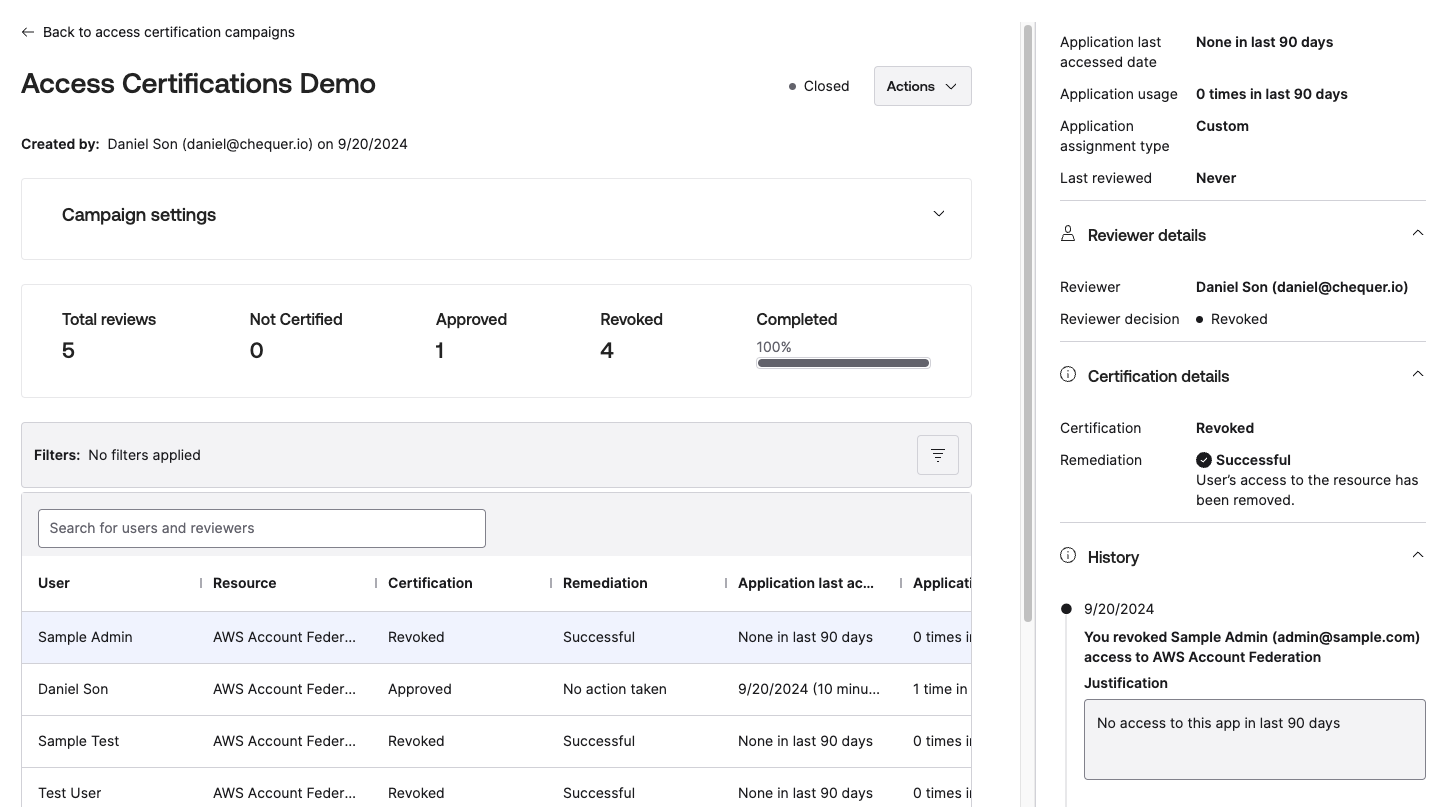 Back to access certification campaigns
Access Certifications Demo
Closed
Actions
Created by: Daniel Son (daniel@chequer.io) on 9/20/2024
Campaign settings
Total reviews Not Certified Approved Revoked Completed
5 0 1 4 100%
Filters: No filters applied
Search for users and reviewers
User Resource Certification Remediation Application last ac... Applicati
Sample Admin AWS Account Feder... Revoked Successful None in last 90 days 0 times i
Daniel Son AWS Account Feder... Approved No action taken 9/20/2024 (10 minu... 1 time in
Sample Test AWS Account Feder... Revoked Successful None in last 90 days 0 times i
Test User AWS Account Feder... Revoked Successful None in last 90 days 0 times i
Application last None in last 90 days
accessed date
Application usage 0 times in last 90 days
Application Custom
assignment type
Last reviewed Never
Reviewer details
Reviewer Daniel Son (daniel@chequer.io)
Reviewer decision Revoked
Certification details
Certification Revoked
Remediation Successful
User's access to the resource has
been removed.
History
9/20/2024
You revoked Sample Admin (admin@sample.com)
access to AWS Account Federation
Justification
No access to this app in last 90 days